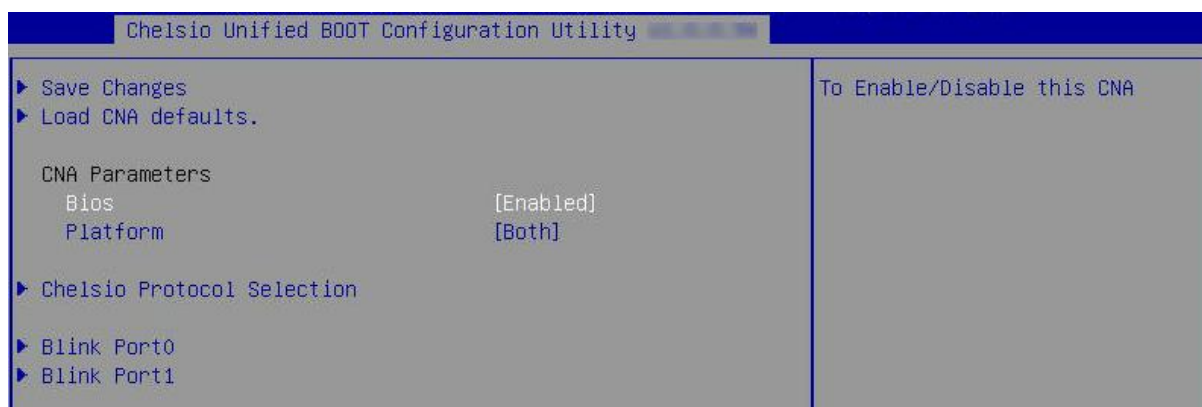 Chelsio Unified BOOT Configuration Utility
Save Changes
Load CNA defaults.
CNA Parameters
Bios [Enabled]
Platform [Both]
Chelsio Protocol Selection
Blink Port0
Blink Port1
To Enable/Disable this CNA